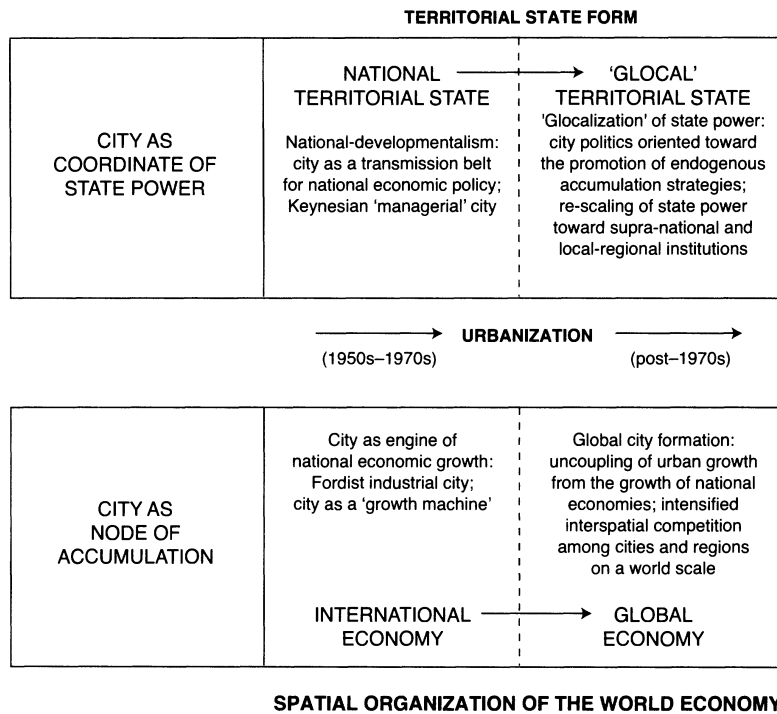 TERRITORIAL STATE FORM
CITY AS
COORDINATE OF
STATE POWER
NATIONAL
TERRITORIAL STATE
National-developmentalism:
city as a transmission belt
for national economic policy;
Keynesian ‘managerial’ city
‘GLOCAL’
TERRITORIAL STATE
‘Glocalization’ of state power:
city politics oriented toward
the promotion of endogenous
accumulation strategies;
re-scaling of state power
toward supra-national and
local-regional institutions
URBANIZATION
(1950s–1970s)
(post–1970s)
CITY AS
NODE OF
ACCUMULATION
City as engine of
national economic growth:
Fordist industrial city;
city as a ‘growth machine’
INTERNATIONAL
ECONOMY
Global city formation:
uncoupling of urban growth
from the growth of national
economies; intensified
interspatial competition
among cities and regions
on a world scale
GLOBAL
ECONOMY
SPATIAL ORGANIZATION OF THE WORLD ECONOMY